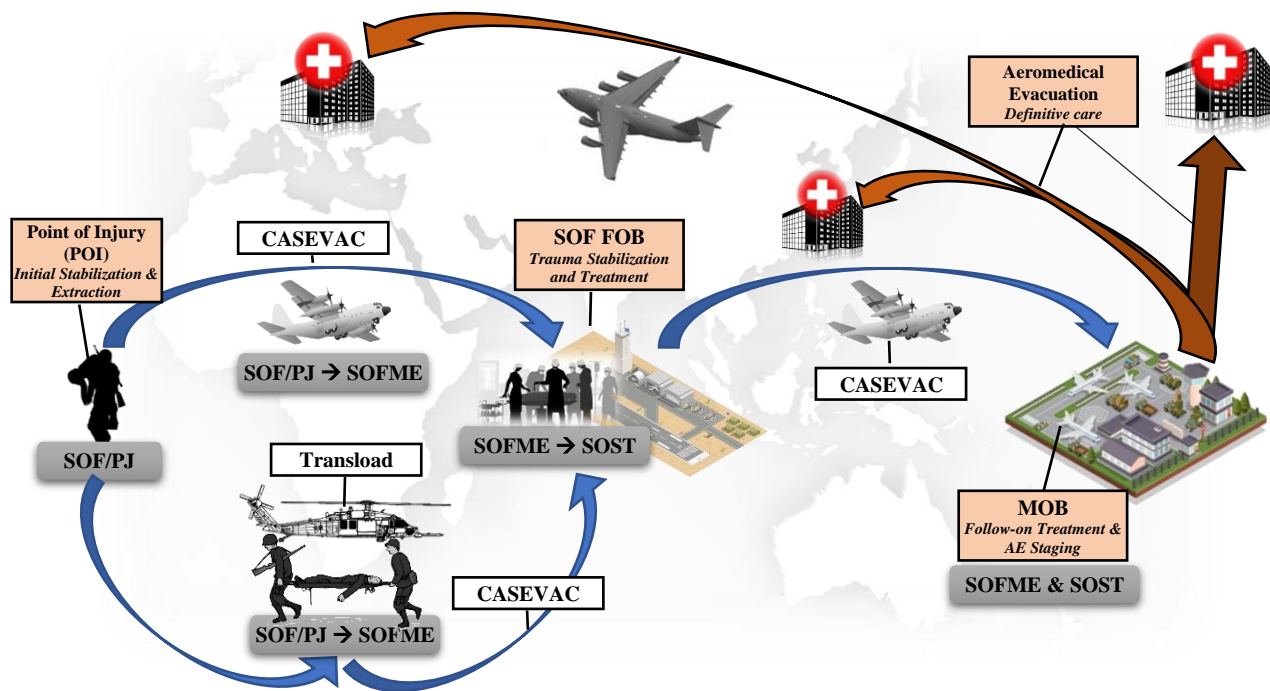 Aeromedical
Evacuation
Definitive care
Point of Injury
(POI)
Initial Stabilization &
Extraction
CASEVAC
SOF FOB
Trauma Stabilization
and Treatment
SOF/PJ → SOFME
CASEVAC
SOF/PJ
SOFME → SOST
Transload
MOB
Follow-on Treatment &
AE Staging
SOFME & SOST
CASEVAC
SOF/PJ → SOFME